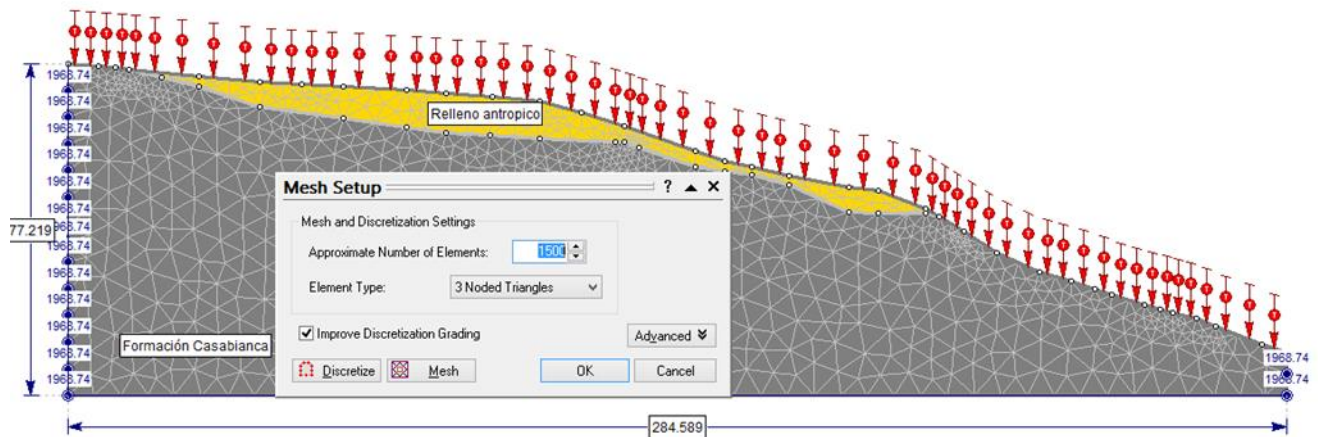 1968.74
1968.74
Relleno antropico
1968.74
1968.74
1968.74
1968.74
77.219
1968.74
1968.74
1968.74
1968.74
1968.74
1968.74
Formación Casabianca
Mesh Setup ? ▲ ×
Mesh and Discretization Settings
Approximate Number of Elements: 1500
Element Type: 3 Noded Triangles
Improve Discretization Grading
Advanced
Discretize Mesh OK Cancel
1968.74
1968.74
284.589